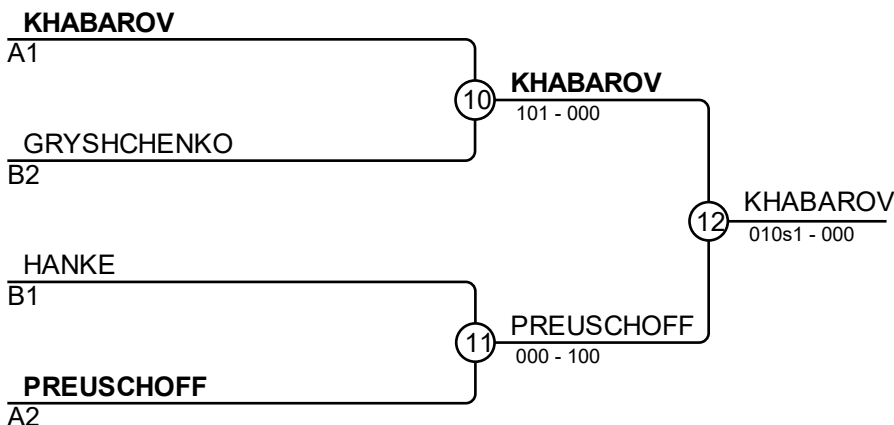 KHABAROV
A1
10
KHABAROV
101 - 000
GRYSHCHENKO
B2
12
KHABAROV
010s1 - 000
HANKE
B1
11
PREUSCHOFF
000 - 100
PREUSCHOFF
A2